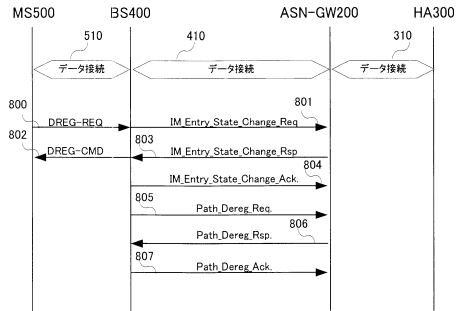 MS500 BS400 ASN-GW200 HA300
510 410 310
データ接続 データ接続 データ接続
800 801
DREG-REQ IM_Entry_State_Change_Req
802 803
DREG-CMD IM_Entry_State_Change_Rsp
804
IM_Entry_State_Change_Ack.
805
Path_Dereg_Req.
806
Path_Dereg_Rsp.
807
Path_Dereg_Ack.